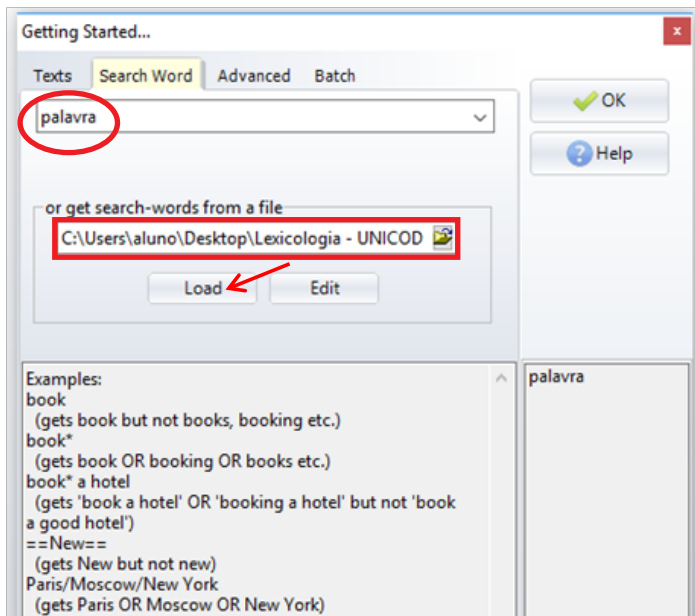 Getting Started...
x
Texts Search Word Advanced Batch
palavra
OK
Help
or get search-words from a file
C:\Users\aluno\Desktop\Lexicologia - UNICOD
Load Edit
Examples:
book
(gets book but not books, booking etc.)
book*
(gets book OR booking OR books etc.)
book* a hotel
(gets 'book a hotel' OR 'booking a hotel' but not 'book
a good hotel')
==New==
(gets New but not new)
Paris/Moscow/New York
(gets Paris OR Moscow OR New York)
palavra